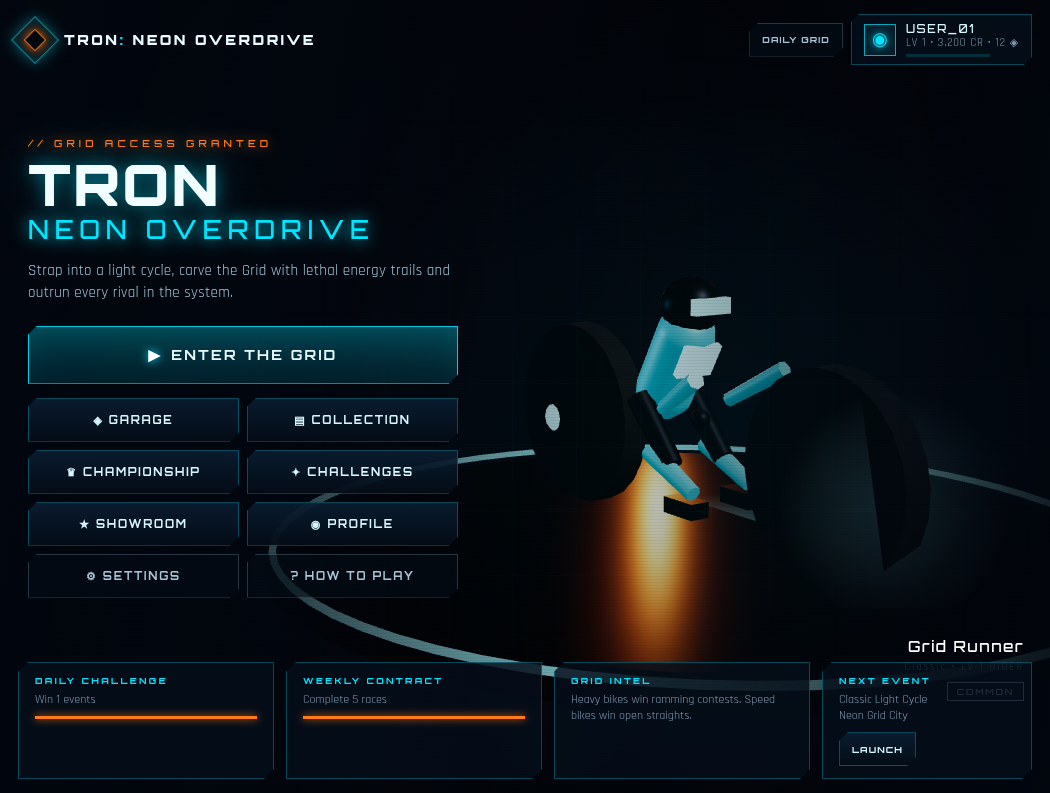 TRON: NEON OVERDRIVE
DAILY GRID
USER_01
LV 1 • 3,200 CR • 12 ◈
// GRID ACCESS GRANTED
TRON
NEON OVERDRIVE
Strap into a light cycle, carve the Grid with lethal energy trails and
outrun every rival in the system.
▶ ENTER THE GRID
◆ GARAGE
▤ COLLECTION
♛ CHAMPIONSHIP
✦ CHALLENGES
★ SHOWROOM
◉ PROFILE
⚙ SETTINGS
? HOW TO PLAY
Grid Runner
Classic • LV 1 RIDER
COMMON
DAILY CHALLENGE
Win 1 events
WEEKLY CONTRACT
Complete 5 races
GRID INTEL
Heavy bikes win ramming contests. Speed
bikes win open straights.
NEXT EVENT
Classic Light Cycle
Neon Grid City
LAUNCH